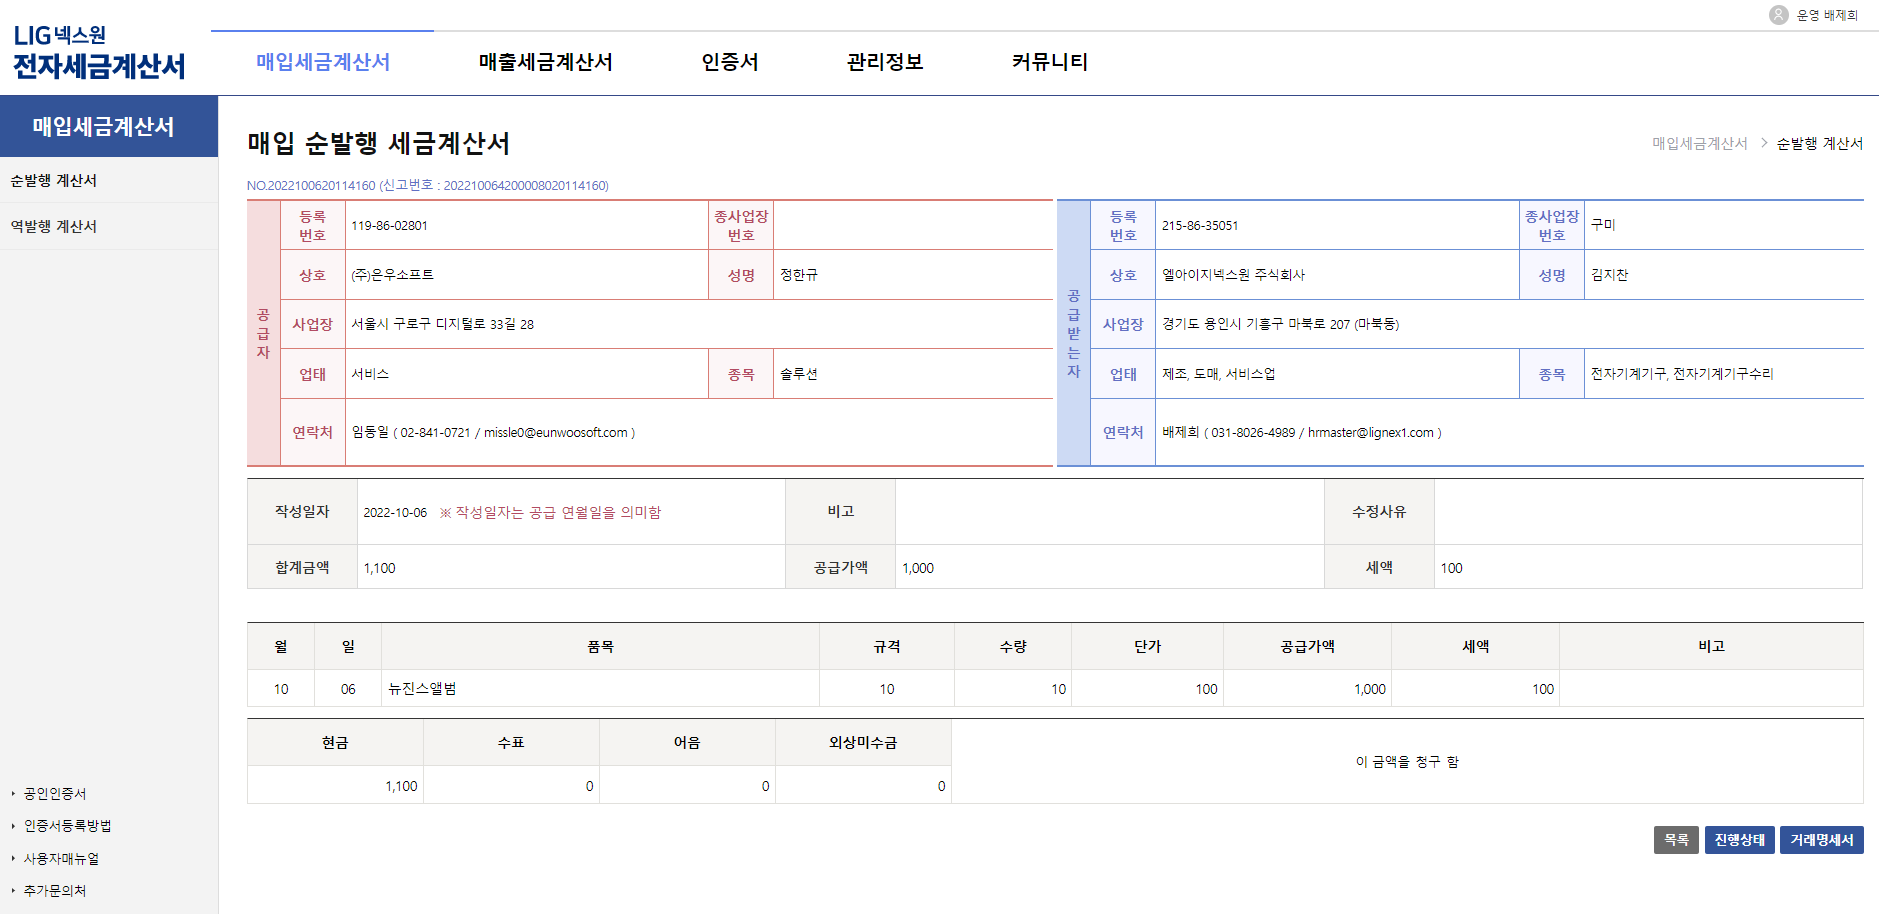 운영 배제희
LIG넥스원
전자세금계산서
매입세금계산서 매출세금계산서 인증서 관리정보 커뮤니티
매입세금계산서
순발행 계산서
역발행 계산서
매입 순발행 세금계산서
매입세금계산서 > 순발행 계산서
NO.2022100620114160 (신고번호 : 202210064200008020114160)
공급자
등록번호 119-86-02801 종사업장번호
상호 (주)은우소프트 성명 정한규
사업장 서울시 구로구 디지털로 33길 28
업태 서비스 종목 솔루션
연락처 임동일 ( 02-841-0721 / missle0@eunwoosoft.com )
공급받는자
등록번호 215-86-35051 종사업장번호 구미
상호 엘아이지넥스원 주식회사 성명 김지찬
사업장 경기도 용인시 기흥구 마북로 207 (마북동)
업태 제조, 도매, 서비스업 종목 전자기계기구, 전자기계기구수리
연락처 배제희 ( 031-8026-4989 / hrmaster@lignex1.com )
작성일자 2022-10-06 ※ 작성일자는 공급 연월일을 의미함 비고 수정사유
합계금액 1,100 공급가액 1,000 세액 100
월 일 품목 규격 수량 단가 공급가액 세액 비고
10 06 뉴진스앨범 10 10 100 1,000 100
현금 수표 어음 외상미수금
이 금액을 청구 함
1,100 0 0 0
목록 진행상태 거래명세서
공인인증서
인증서등록방법
사용자매뉴얼
추가문의처